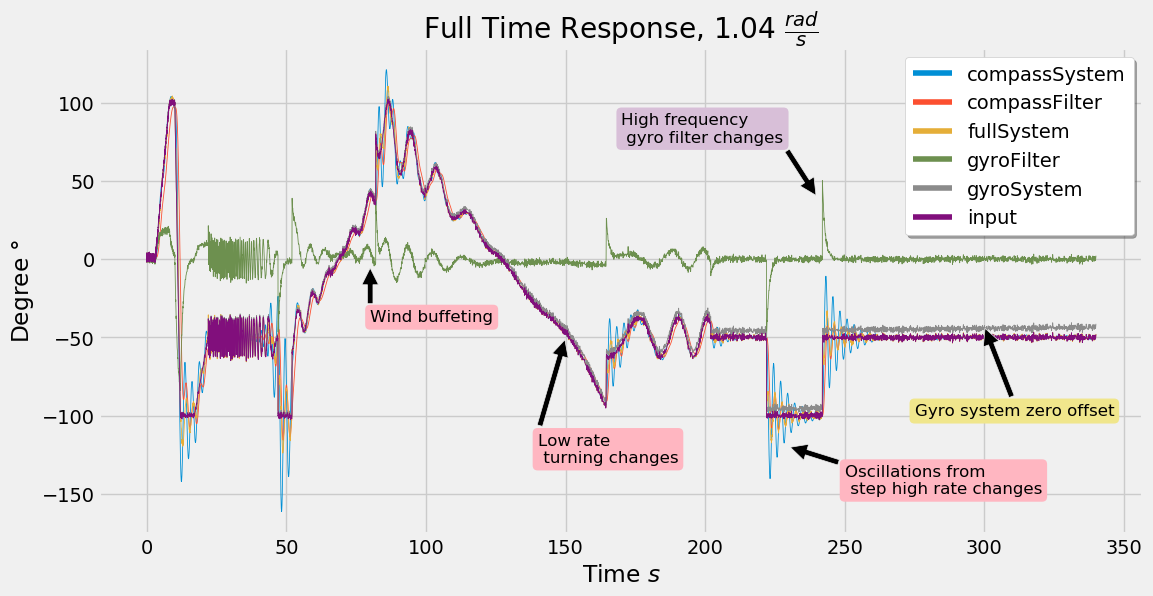 Full Time Response, 1.04 rad/s
compassSystem
compassFilter
fullSystem
gyroFilter
gyroSystem
input
High frequency
gyro filter changes
Wind buffeting
Low rate
turning changes
Gyro system zero offset
Oscillations from
step high rate changes
Degree°
100
50
0
−50
−100
−150
0
50
100
150
200
250
300
350
Time s